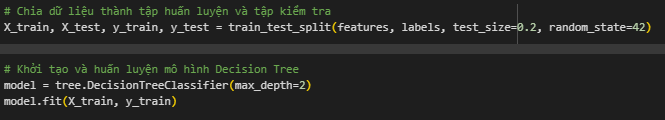 # Chia dữ liệu thành tập huấn luyện và tập kiểm tra
X_train, X_test, y_train, y_test = train_test_split(features, labels, test_size=0.2, random_state=42)
# Khởi tạo và huấn luyện mô hình Decision Tree
model = tree.DecisionTreeClassifier(max_depth=2)
model.fit(X_train, y_train)